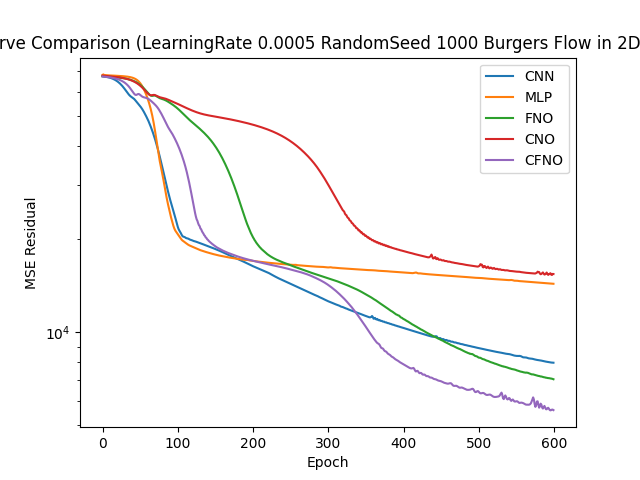 rve Comparison (LearningRate 0.0005 RandomSeed 1000 Burgers Flow in 2D
CNN
MLP
FNO
CNO
CFNO
MSE Residual
10^4
0 100 200 300 400 500 600
Epoch